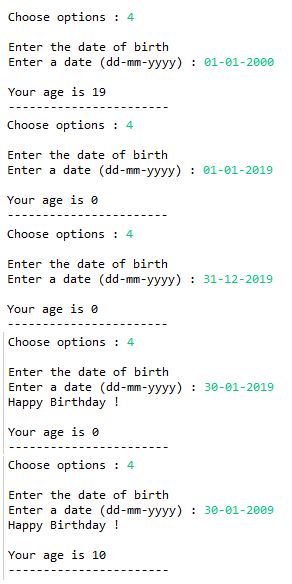 Choose options : 4
Enter the date of birth
Enter a date (dd-mm-yyyy) : 01-01-2000
Your age is 19
----------------------
Choose options : 4
Enter the date of birth
Enter a date (dd-mm-yyyy) : 01-01-2019
Your age is 0
----------------------
Choose options : 4
Enter the date of birth
Enter a date (dd-mm-yyyy) : 31-12-2019
Your age is 0
----------------------
Choose options : 4
Enter the date of birth
Enter a date (dd-mm-yyyy) : 30-01-2019
Happy Birthday !
Your age is 0
----------------------
Choose options : 4
Enter the date of birth
Enter a date (dd-mm-yyyy) : 30-01-2009
Happy Birthday !
Your age is 10
----------------------